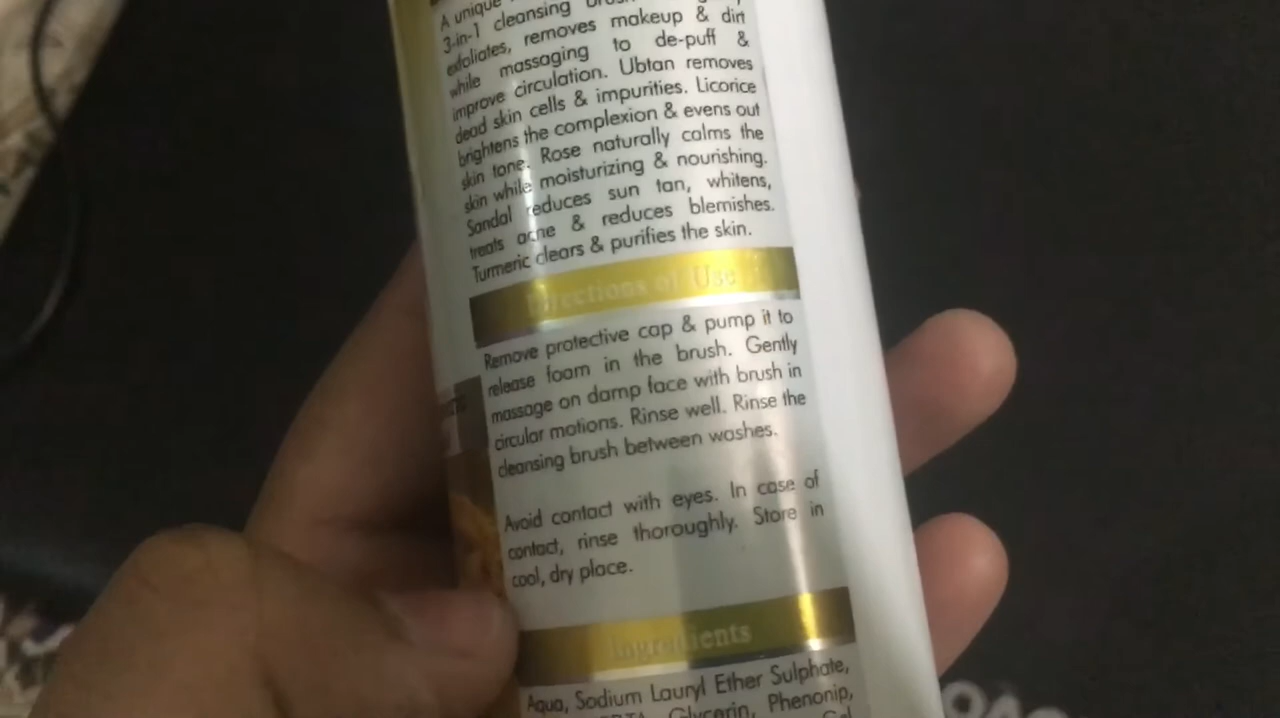 A unique
3-in-1 cleansing
exfoliates, removes makeup & dirt
while massaging to de-puff &
improve circulation. Ubtan removes
dead skin cells & impurities. Licorice
brightens the complexion & evens out
skin tone. Rose naturally calms the
skin while moisturizing & nourishing.
Sandal reduces sun tan, whitens,
treats acne & reduces blemishes.
Turmeric clears & purifies the skin.
Directions of Use
Remove protective cap & pump it to
release foam in the brush. Gently
massage on damp face with brush in
circular motions. Rinse well. Rinse the
cleansing brush between washes.
Avoid contact with eyes. In case of
contact, rinse thoroughly. Store in
cool, dry place.
Ingredients
Aqua, Sodium Lauryl Ether Sulphate,
Glycerin, Phenonip,